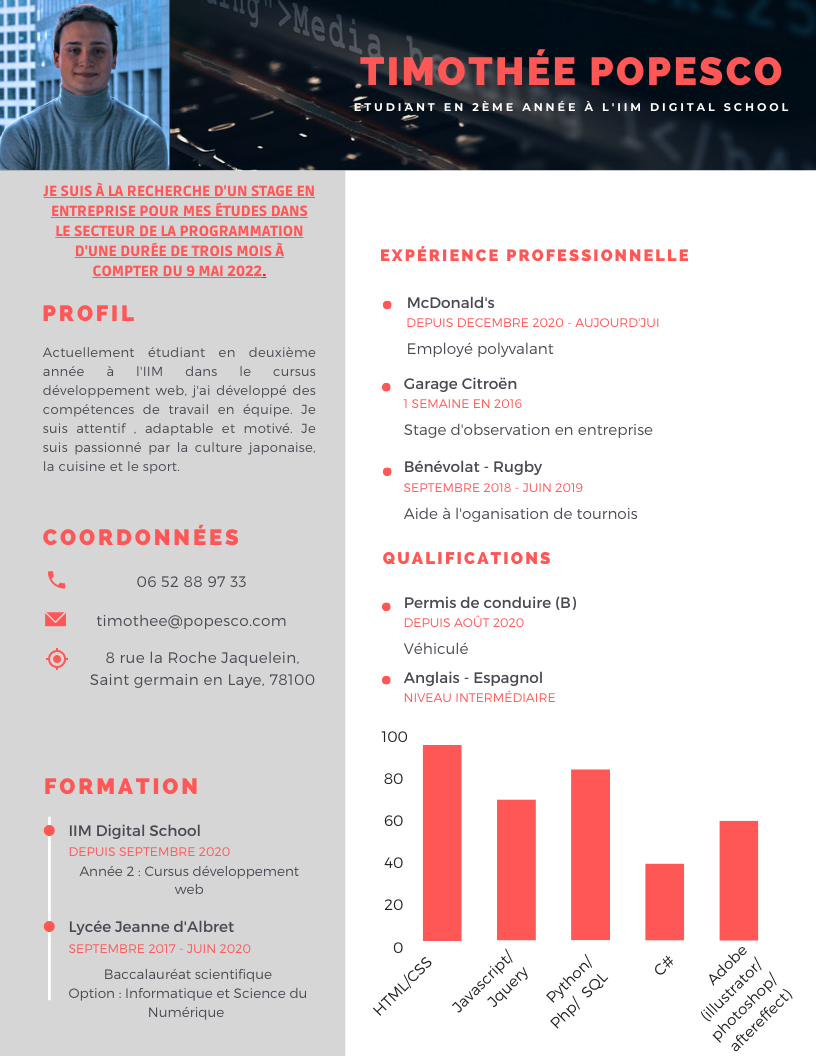 ing">Media
TIMOTHÉE POPESCO
ETUDIANT EN 2ÈME ANNÉE À L'IIM DIGITAL SCHOOL
JE SUIS À LA RECHERCHE D'UN STAGE EN
ENTREPRISE POUR MES ÉTUDES DANS
LE SECTEUR DE LA PROGRAMMATION
D'UNE DURÉE DE TROIS MOIS À
COMPTER DU 9 MAI 2022.
PROFIL
Actuellement étudiant en deuxième
année à l'IIM dans le cursus
développement web, j'ai développé des
compétences de travail en équipe. Je
suis attentif , adaptable et motivé. Je
suis passionné par la culture japonaise,
la cuisine et le sport.
COORDONNÉES
06 52 88 97 33
timothee@popesco.com
8 rue la Roche Jaquelein,
Saint germain en Laye, 78100
FORMATION
IIM Digital School
DEPUIS SEPTEMBRE 2020
Année 2 : Cursus développement
web
Lycée Jeanne d'Albret
SEPTEMBRE 2017 - JUIN 2020
Baccalauréat scientifique
Option : Informatique et Science du
Numérique
EXPÉRIENCE PROFESSIONNELLE
McDonald's
DEPUIS DECEMBRE 2020 - AUJOURD'JUI
Employé polyvalant
Garage Citroën
1 SEMAINE EN 2016
Stage d'observation en entreprise
Bénévolat - Rugby
SEPTEMBRE 2018 - JUIN 2019
Aide à l'oganisation de tournois
QUALIFICATIONS
Permis de conduire (B)
DEPUIS AOÛT 2020
Véhiculé
Anglais - Espagnol
NIVEAU INTERMÉDIAIRE
100
80
60
40
20
0
HTML/CSS
Javascript/
Jquery
Python/
Php/ SQL
C#
Adobe
(illustrator/
photoshop/
aftereffect)